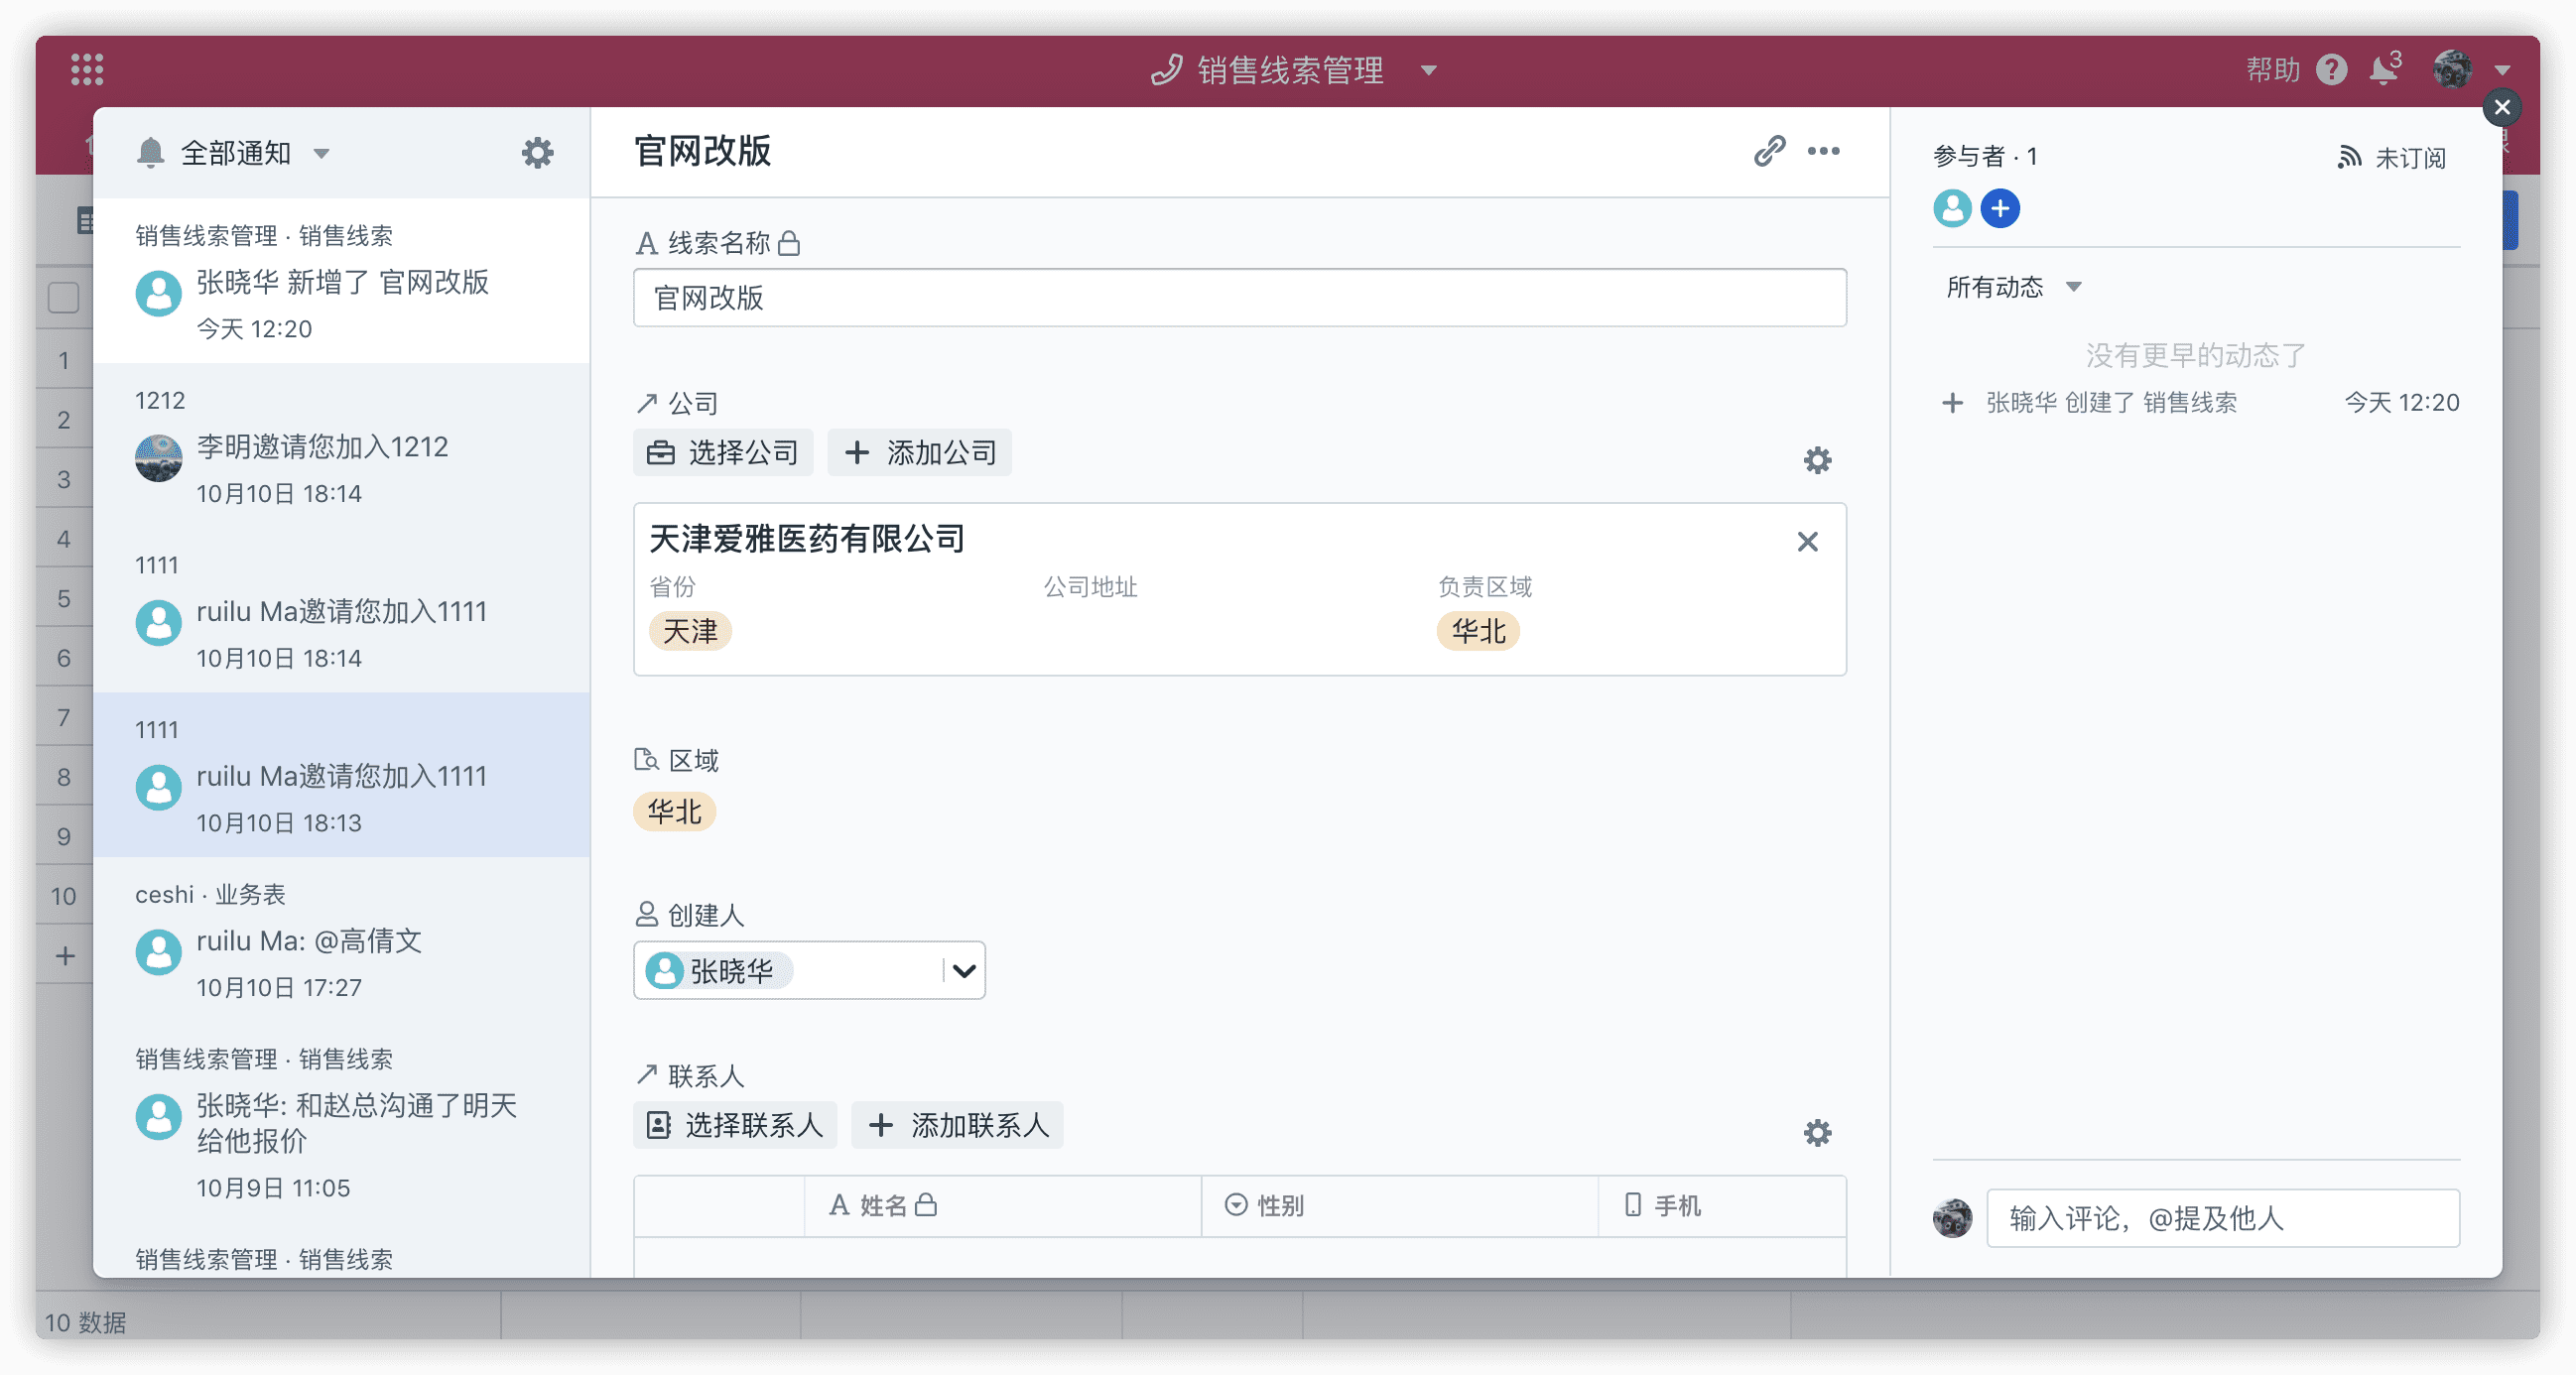 销售线索管理
帮助
3
全部通知
销售线索管理 · 销售线索
张晓华 新增了 官网改版
今天 12:20
1212
李明邀请您加入1212
10月10日 18:14
1111
ruilu Ma邀请您加入1111
10月10日 18:14
1111
ruilu Ma邀请您加入1111
10月10日 18:13
ceshi · 业务表
ruilu Ma: @高倩文
10月10日 17:27
销售线索管理 · 销售线索
张晓华: 和赵总沟通了明天
给他报价
10月9日 11:05
销售线索管理 · 销售线索
1
2
3
4
5
6
7
8
9
10
10 数据
官网改版
线索名称
官网改版
公司
选择公司
添加公司
天津爱雅医药有限公司
省份 公司地址 负责区域
天津 华北
区域
华北
创建人
张晓华
联系人
选择联系人
添加联系人
姓名 性别 手机
参与者 · 1
未订阅
所有动态
没有更早的动态了
张晓华 创建了 销售线索 今天 12:20
输入评论，@提及他人